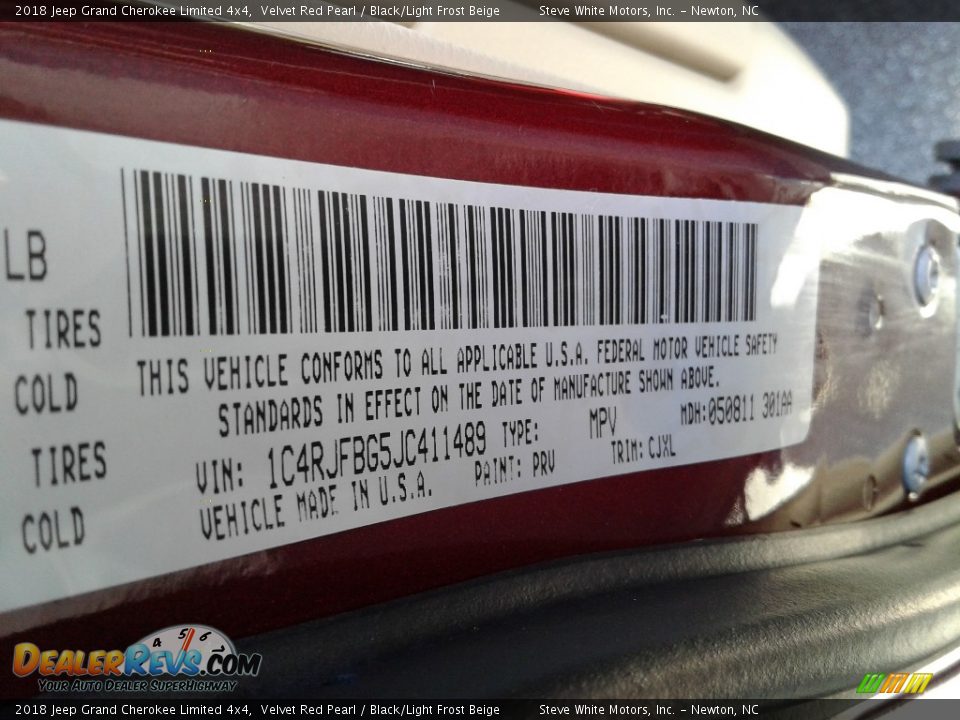 2018 Jeep Grand Cherokee Limited 4x4, Velvet Red Pearl / Black/Light Frost Beige Steve White Motors, Inc. - Newton, NC
LB
TIRES
COLD
TIRES
COLD
THIS VEHICLE CONFORMS TO ALL APPLICABLE U.S.A. FEDERAL MOTOR VEHICLE SAFETY
STANDARDS IN EFFECT ON THE DATE OF MANUFACTURE SHOWN ABOVE.
VIN: 1C4RJFBG5JC411489 TYPE: MPV MDH:050811 301AA
VEHICLE MADE IN U.S.A. PAINT: PRV TRIM: CJXL
4 5 6
DEALERREVS.COM
YOUR AUTO DEALER SUPERHIGHWAY
2018 Jeep Grand Cherokee Limited 4x4, Velvet Red Pearl / Black/Light Frost Beige Steve White Motors, Inc. - Newton, NC